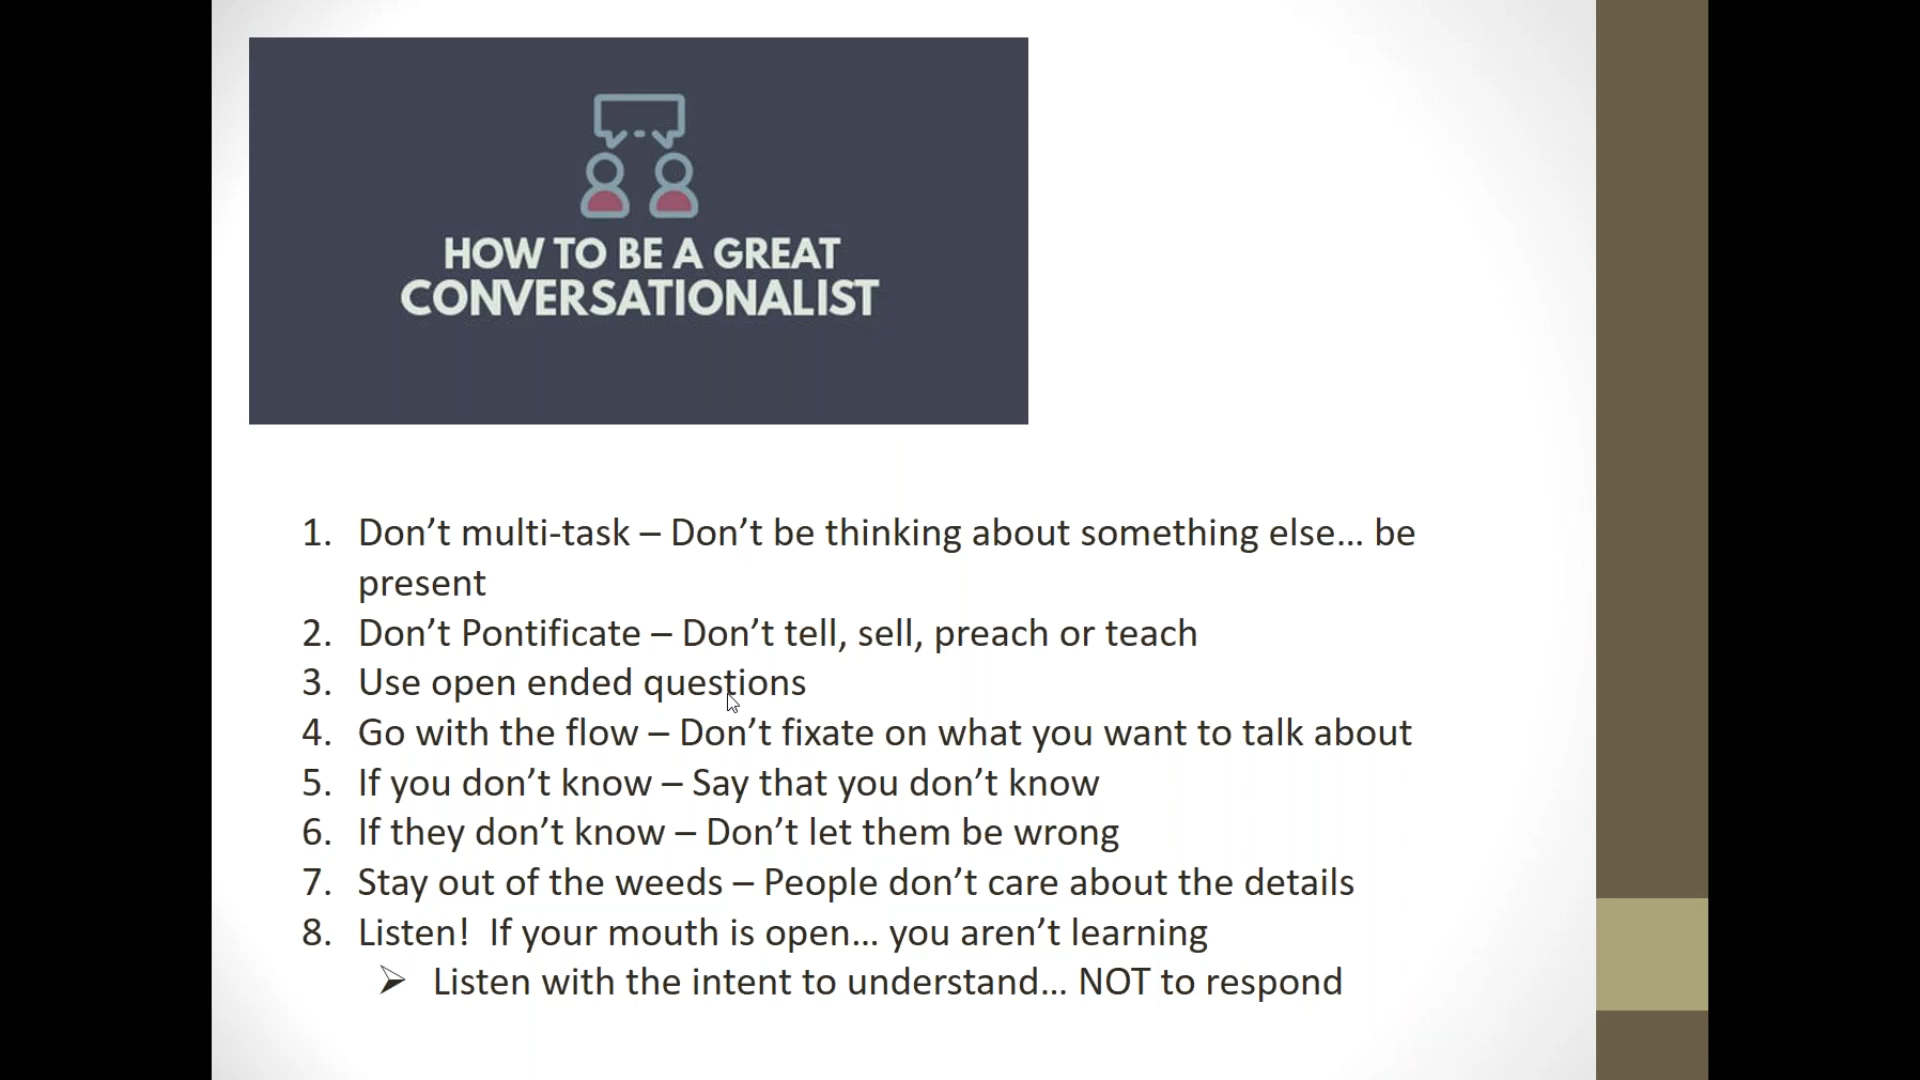 HOW TO BE A GREAT
CONVERSATIONALIST
1. Don’t multi-task – Don’t be thinking about something else… be
present
2. Don’t Pontificate – Don’t tell, sell, preach or teach
3. Use open ended questions
4. Go with the flow – Don’t fixate on what you want to talk about
5. If you don’t know – Say that you don’t know
6. If they don’t know – Don’t let them be wrong
7. Stay out of the weeds – People don’t care about the details
8. Listen!  If your mouth is open… you aren’t learning
➢ Listen with the intent to understand… NOT to respond